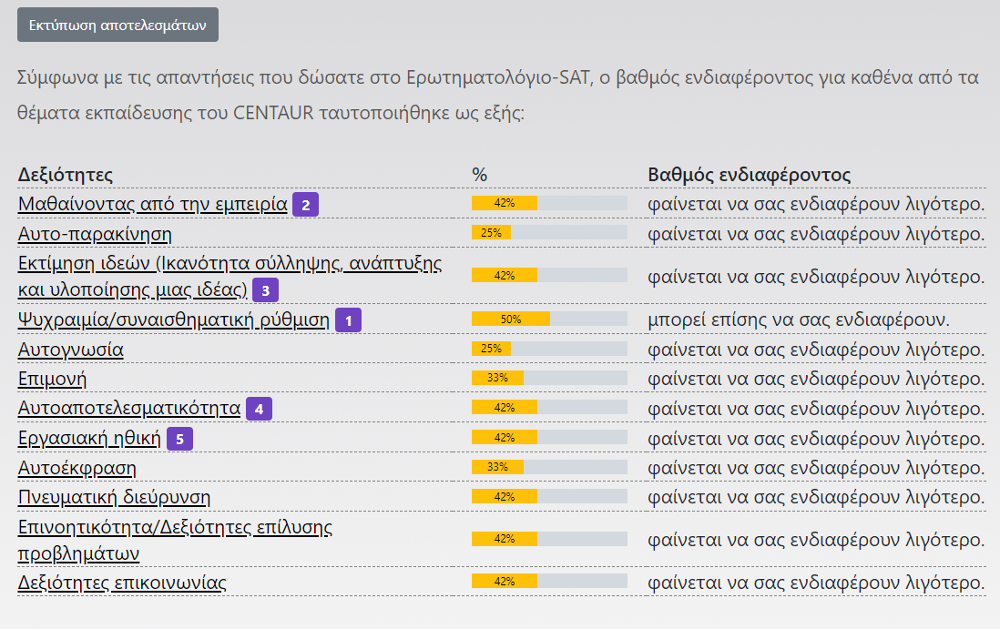 Εκτύπωση αποτελεσμάτων
Σύμφωνα με τις απαντήσεις που δώσατε στο Ερωτηματολόγιο-SAT, ο βαθμός ενδιαφέροντος για καθένα από τα
θέματα εκπαίδευσης του CENTAUR ταυτοποιήθηκε ως εξής:
Δεξιότητες % Βαθμός ενδιαφέροντος
Μαθαίνοντας από την εμπειρία 2 42% φαίνεται να σας ενδιαφέρουν λιγότερο.
Αυτο-παρακίνηση 25% φαίνεται να σας ενδιαφέρουν λιγότερο.
Εκτίμηση ιδεών (Ικανότητα σύλληψης, ανάπτυξης
και υλοποίησης μιας ιδέας) 3 42% φαίνεται να σας ενδιαφέρουν λιγότερο.
Ψυχραιμία/συναισθηματική ρύθμιση 1 50% μπορεί επίσης να σας ενδιαφέρουν.
Αυτογνωσία 25% φαίνεται να σας ενδιαφέρουν λιγότερο.
Επιμονή 33% φαίνεται να σας ενδιαφέρουν λιγότερο.
Αυτοαποτελεσματικότητα 4 42% φαίνεται να σας ενδιαφέρουν λιγότερο.
Εργασιακή ηθική 5 42% φαίνεται να σας ενδιαφέρουν λιγότερο.
Αυτοέκφραση 33% φαίνεται να σας ενδιαφέρουν λιγότερο.
Πνευματική διεύρυνση 42% φαίνεται να σας ενδιαφέρουν λιγότερο.
Επινοητικότητα/Δεξιότητες επίλυσης
προβλημάτων 42% φαίνεται να σας ενδιαφέρουν λιγότερο.
Δεξιότητες επικοινωνίας 42% φαίνεται να σας ενδιαφέρουν λιγότερο.